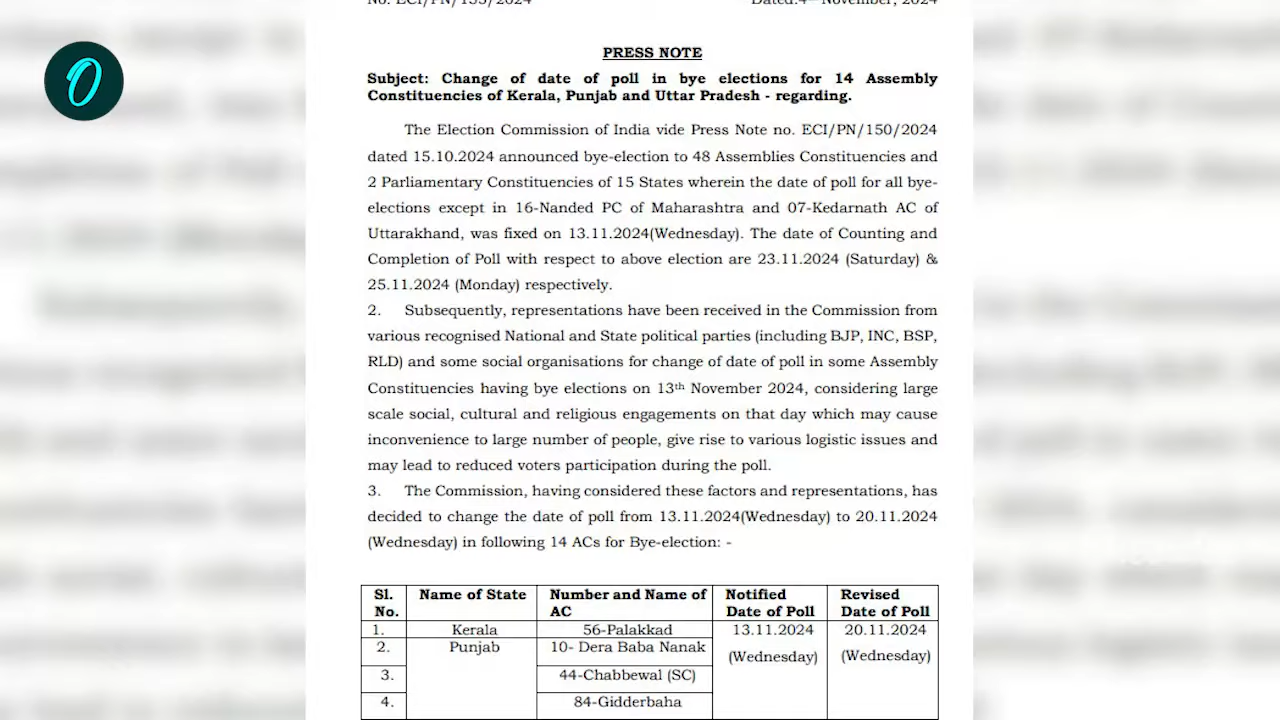 No. ECI/PN/153/2024 Dated:4th November, 2024
PRESS NOTE
Subject: Change of date of poll in bye elections for 14 Assembly
Constituencies of Kerala, Punjab and Uttar Pradesh - regarding.
The Election Commission of India vide Press Note no. ECI/PN/150/2024
dated 15.10.2024 announced bye-election to 48 Assemblies Constituencies and
2 Parliamentary Constituencies of 15 States wherein the date of poll for all bye-
elections except in 16-Nanded PC of Maharashtra and 07-Kedarnath AC of
Uttarakhand, was fixed on 13.11.2024(Wednesday). The date of Counting and
Completion of Poll with respect to above election are 23.11.2024 (Saturday) &
25.11.2024 (Monday) respectively.
2. Subsequently, representations have been received in the Commission from
various recognised National and State political parties (including BJP, INC, BSP,
RLD) and some social organisations for change of date of poll in some Assembly
Constituencies having bye elections on 13th November 2024, considering large
scale social, cultural and religious engagements on that day which may cause
inconvenience to large number of people, give rise to various logistic issues and
may lead to reduced voters participation during the poll.
3. The Commission, having considered these factors and representations, has
decided to change the date of poll from 13.11.2024(Wednesday) to 20.11.2024
(Wednesday) in following 14 ACs for Bye-election: -
Sl. No. Name of State Number and Name of AC Notified Date of Poll Revised Date of Poll
1. Kerala 56-Palakkad 13.11.2024 (Wednesday) 20.11.2024 (Wednesday)
2. Punjab 10- Dera Baba Nanak
3. 44-Chabbewal (SC)
4. 84-Gidderbaha